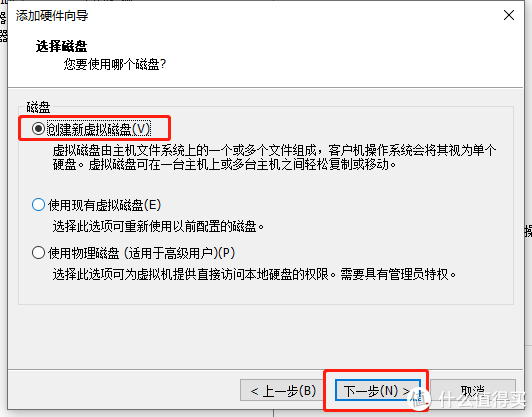 添加硬件向导
选择磁盘
您要使用哪个磁盘?
磁盘
创建新虚拟磁盘(V)
虚拟磁盘由主机文件系统上的一个或多个文件组成，客户机操作系统会将其视为单个
硬盘。虚拟磁盘可在一台主机上或多台主机之间轻松复制或移动。
使用现有虚拟磁盘(E)
选择此选项可重新使用以前配置的磁盘。
使用物理磁盘 (适用于高级用户)(P)
选择此选项可为虚拟机提供直接访问本地硬盘的权限。需要具有管理员特权。
< 上一步(B)
下一步(N) >
取消
值 什么值得买
器
器
操